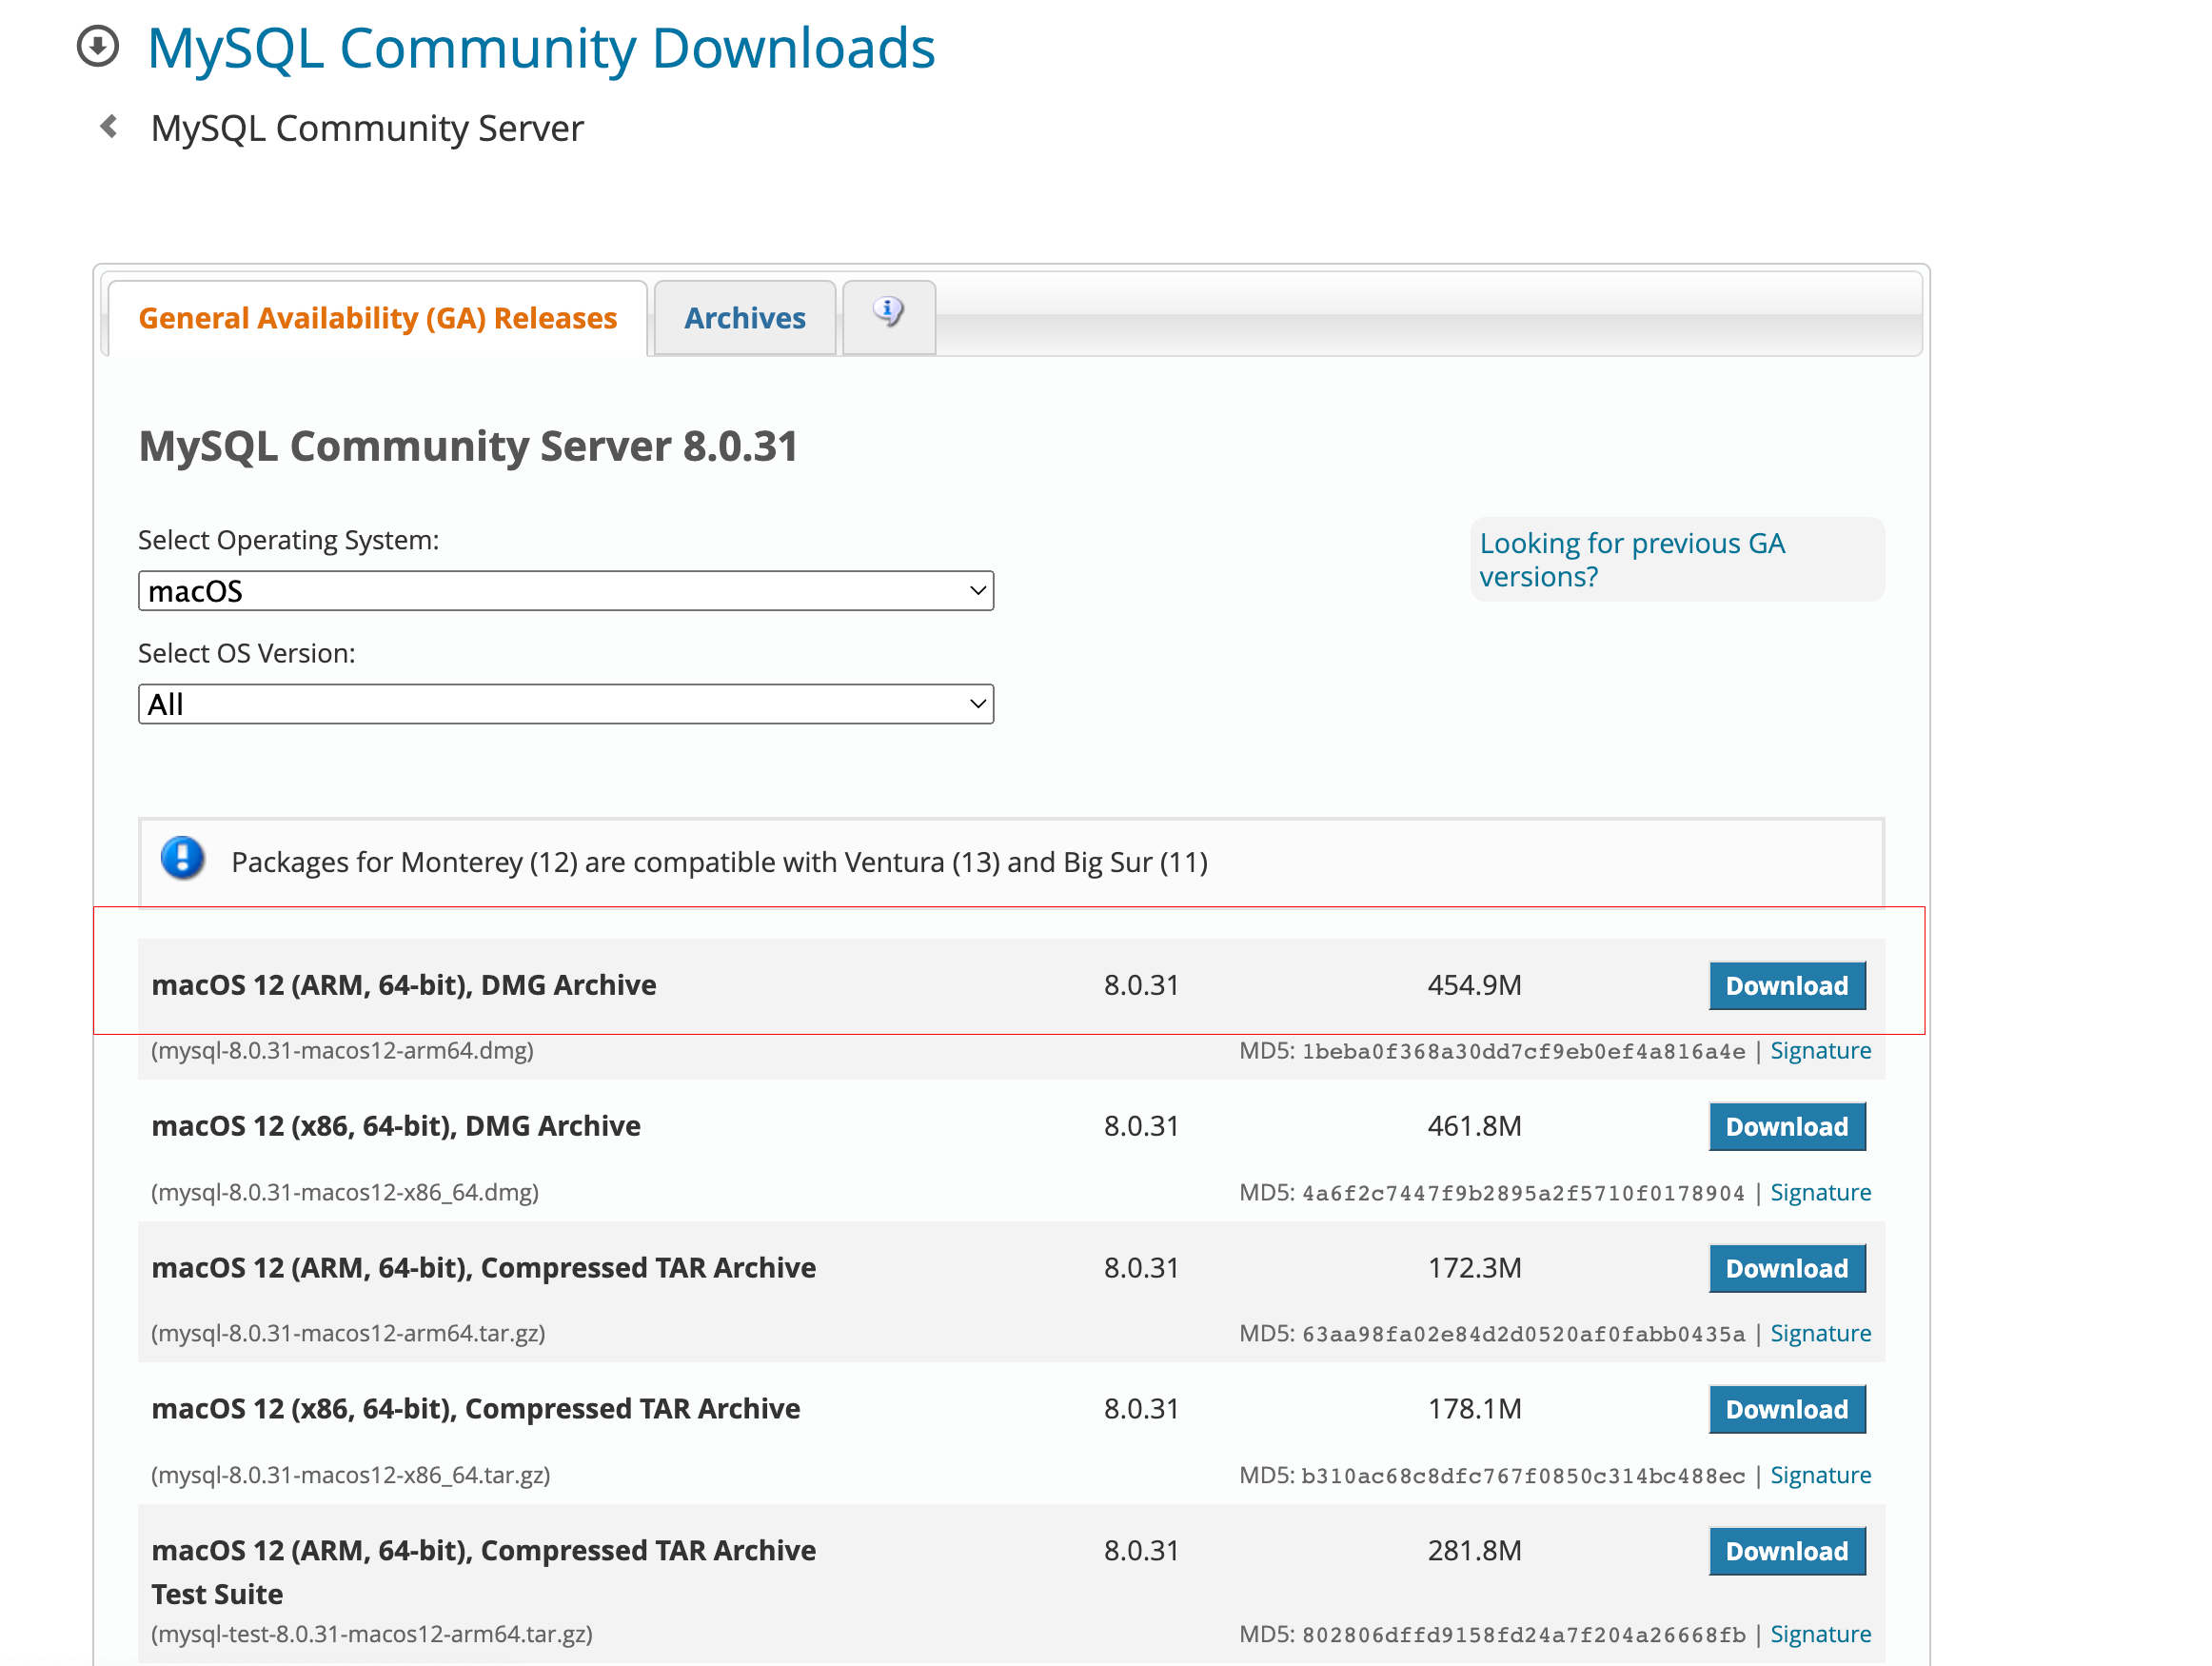 MySQL Community Downloads
MySQL Community Server
General Availability (GA) Releases
Archives
MySQL Community Server 8.0.31
Select Operating System:
macOS
Looking for previous GA
versions?
Select OS Version:
All
Packages for Monterey (12) are compatible with Ventura (13) and Big Sur (11)
macOS 12 (ARM, 64-bit), DMG Archive 8.0.31 454.9M Download
(mysql-8.0.31-macos12-arm64.dmg) MD5: 1beba0f368a30dd7cf9eb0ef4a816a4e | Signature
macOS 12 (x86, 64-bit), DMG Archive 8.0.31 461.8M Download
(mysql-8.0.31-macos12-x86_64.dmg) MD5: 4a6f2c7447f9b2895a2f5710f0178904 | Signature
macOS 12 (ARM, 64-bit), Compressed TAR Archive 8.0.31 172.3M Download
(mysql-8.0.31-macos12-arm64.tar.gz) MD5: 63aa98fa02e84d2d0520af0fabb0435a | Signature
macOS 12 (x86, 64-bit), Compressed TAR Archive 8.0.31 178.1M Download
(mysql-8.0.31-macos12-x86_64.tar.gz) MD5: b310ac68c8dfc767f0850c314bc488ec | Signature
macOS 12 (ARM, 64-bit), Compressed TAR Archive 8.0.31 281.8M Download
Test Suite
(mysql-test-8.0.31-macos12-arm64.tar.gz) MD5: 802806dffd9158fd24a7f204a26668fb | Signature